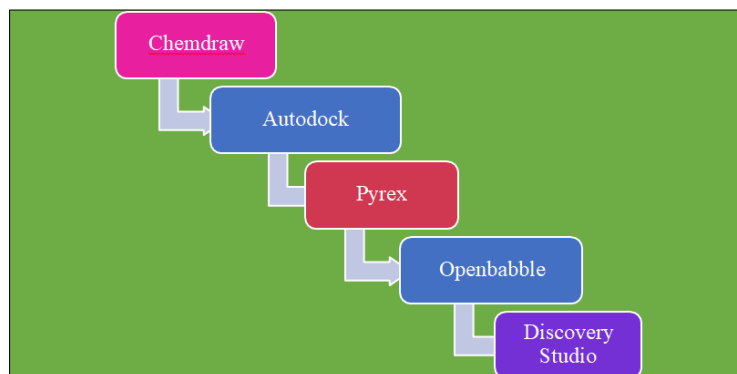 Chemdraw
Autodock
Pyrex
Openbabble
Discovery
Studio